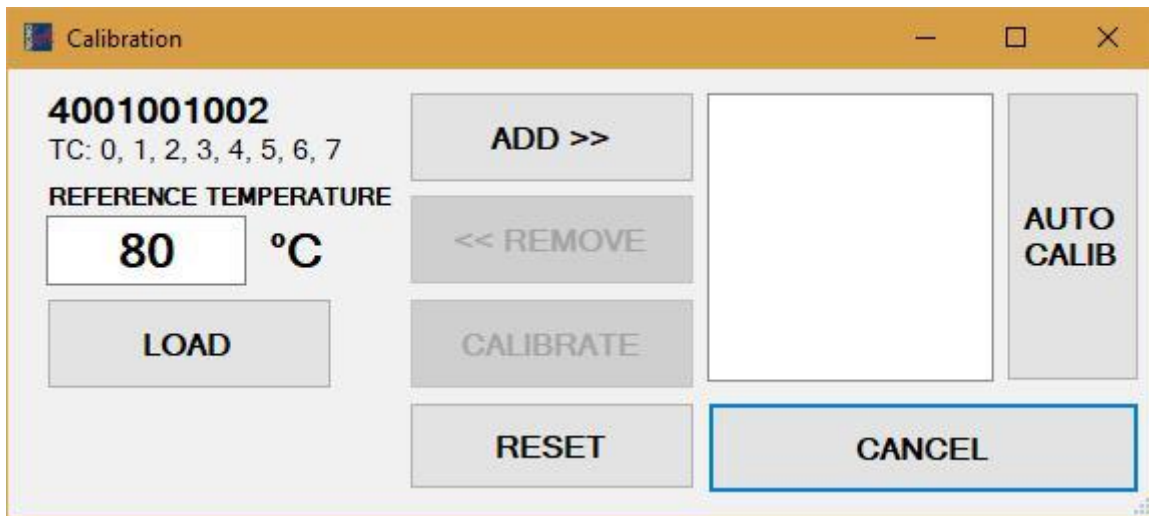 Calibration
4001001002
TC: 0, 1, 2, 3, 4, 5, 6, 7
REFERENCE TEMPERATURE
80 ºC
LOAD
ADD >>
<< REMOVE
CALIBRATE
RESET
AUTO
CALIB
CANCEL